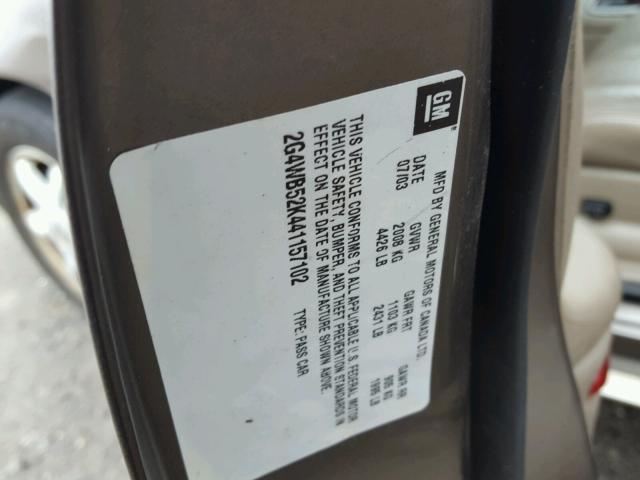 GM
MFD BY GENERAL MOTORS OF CANADA LTD.
DATE GVWR GAWR FRT GAWR RR
07/03 2008 KG 1103 KG 905 KG
4426 LB 2431 LB 1995 LB
THIS VEHICLE CONFORMS TO ALL APPLICABLE U.S. FEDERAL MOTOR
VEHICLE SAFETY, BUMPER, AND THEFT PREVENTION STANDARDS IN
EFFECT ON THE DATE OF MANUFACTURE SHOWN ABOVE.
2G4WB52K441157102 TYPE: PASS CAR